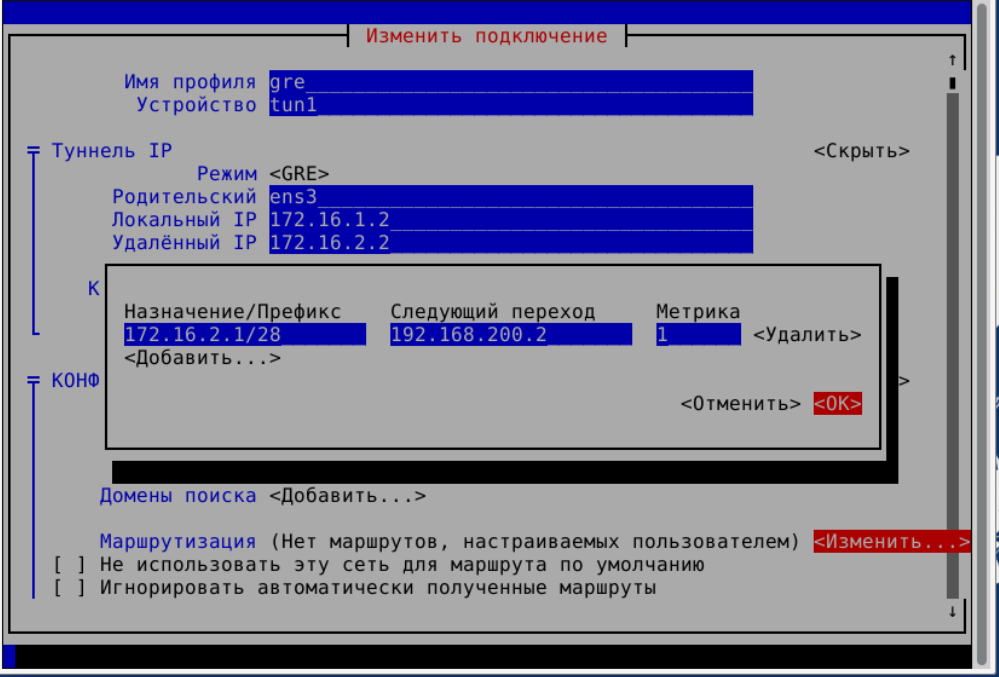 Изменить подключение
Имя профиля gre
Устройство tun1
Туннель IP <Скрыть>
Режим <GRE>
Родительский ens3
Локальный IP 172.16.1.2
Удалённый IP 172.16.2.2
К
Назначение/Префикс Следующий переход Метрика
172.16.2.1/28 192.168.200.2 1 <Удалить>
<Добавить...>
КОНФ >
<Отменить> <OK>
Домены поиска <Добавить...>
Маршрутизация (Нет маршрутов, настраиваемых пользователем) <Изменить...>
[ ] Не использовать эту сеть для маршрута по умолчанию
[ ] Игнорировать автоматически полученные маршруты